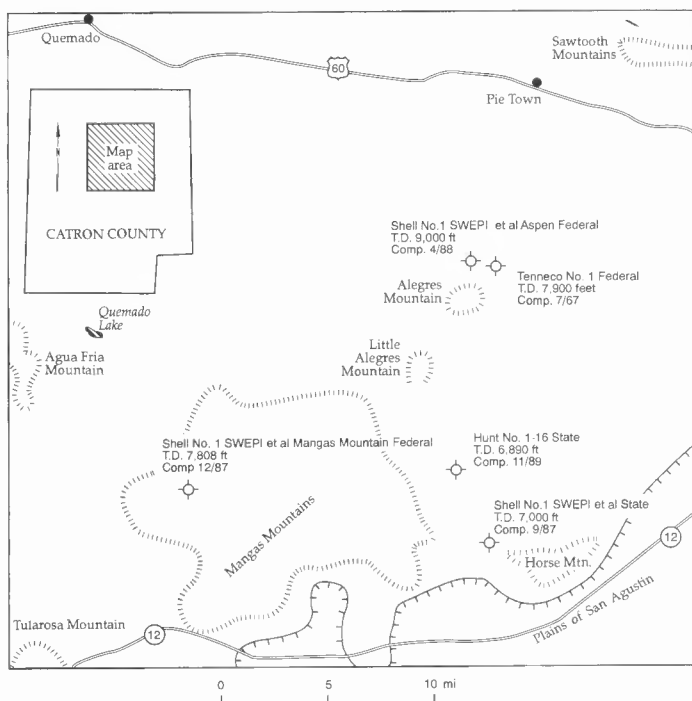 Quemado
60
Sawtooth
Mountains
Pie Town
Map
area
CATRON COUNTY
Shell No.1 SWEPI et al Aspen Federal
T.D. 9,000 ft
Comp. 4/88
Tenneco No. 1 Federal
T.D. 7,900 feet
Comp. 7/67
Alegres
Mountain
Quemado
Lake
Agua Fria
Mountain
Little
Alegres
Mountain
Shell No. 1 SWEPI et al Mangas Mountain Federal
T.D. 7,808 ft
Comp 12/87
Hunt No. 1-16 State
T.D. 6,890 ft
Comp. 11/89
Mangas Mountains
Shell No.1 SWEPI et al State
T.D. 7,000 ft
Comp. 9/87
12
Horse Mtn.
Plains of San Agustin
Tularosa Mountain
12
0 5 10 mi